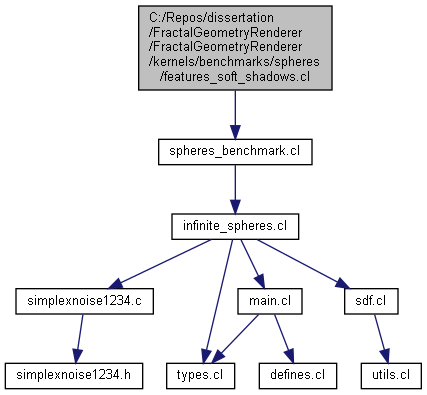 C:/Repos/dissertation
/FractalGeometryRenderer
/FractalGeometryRenderer
/kernels/benchmarks/spheres
/features_soft_shadows.cl
spheres_benchmark.cl
infinite_spheres.cl
simplexnoise1234.c
main.cl
sdf.cl
simplexnoise1234.h
types.cl
defines.cl
utils.cl